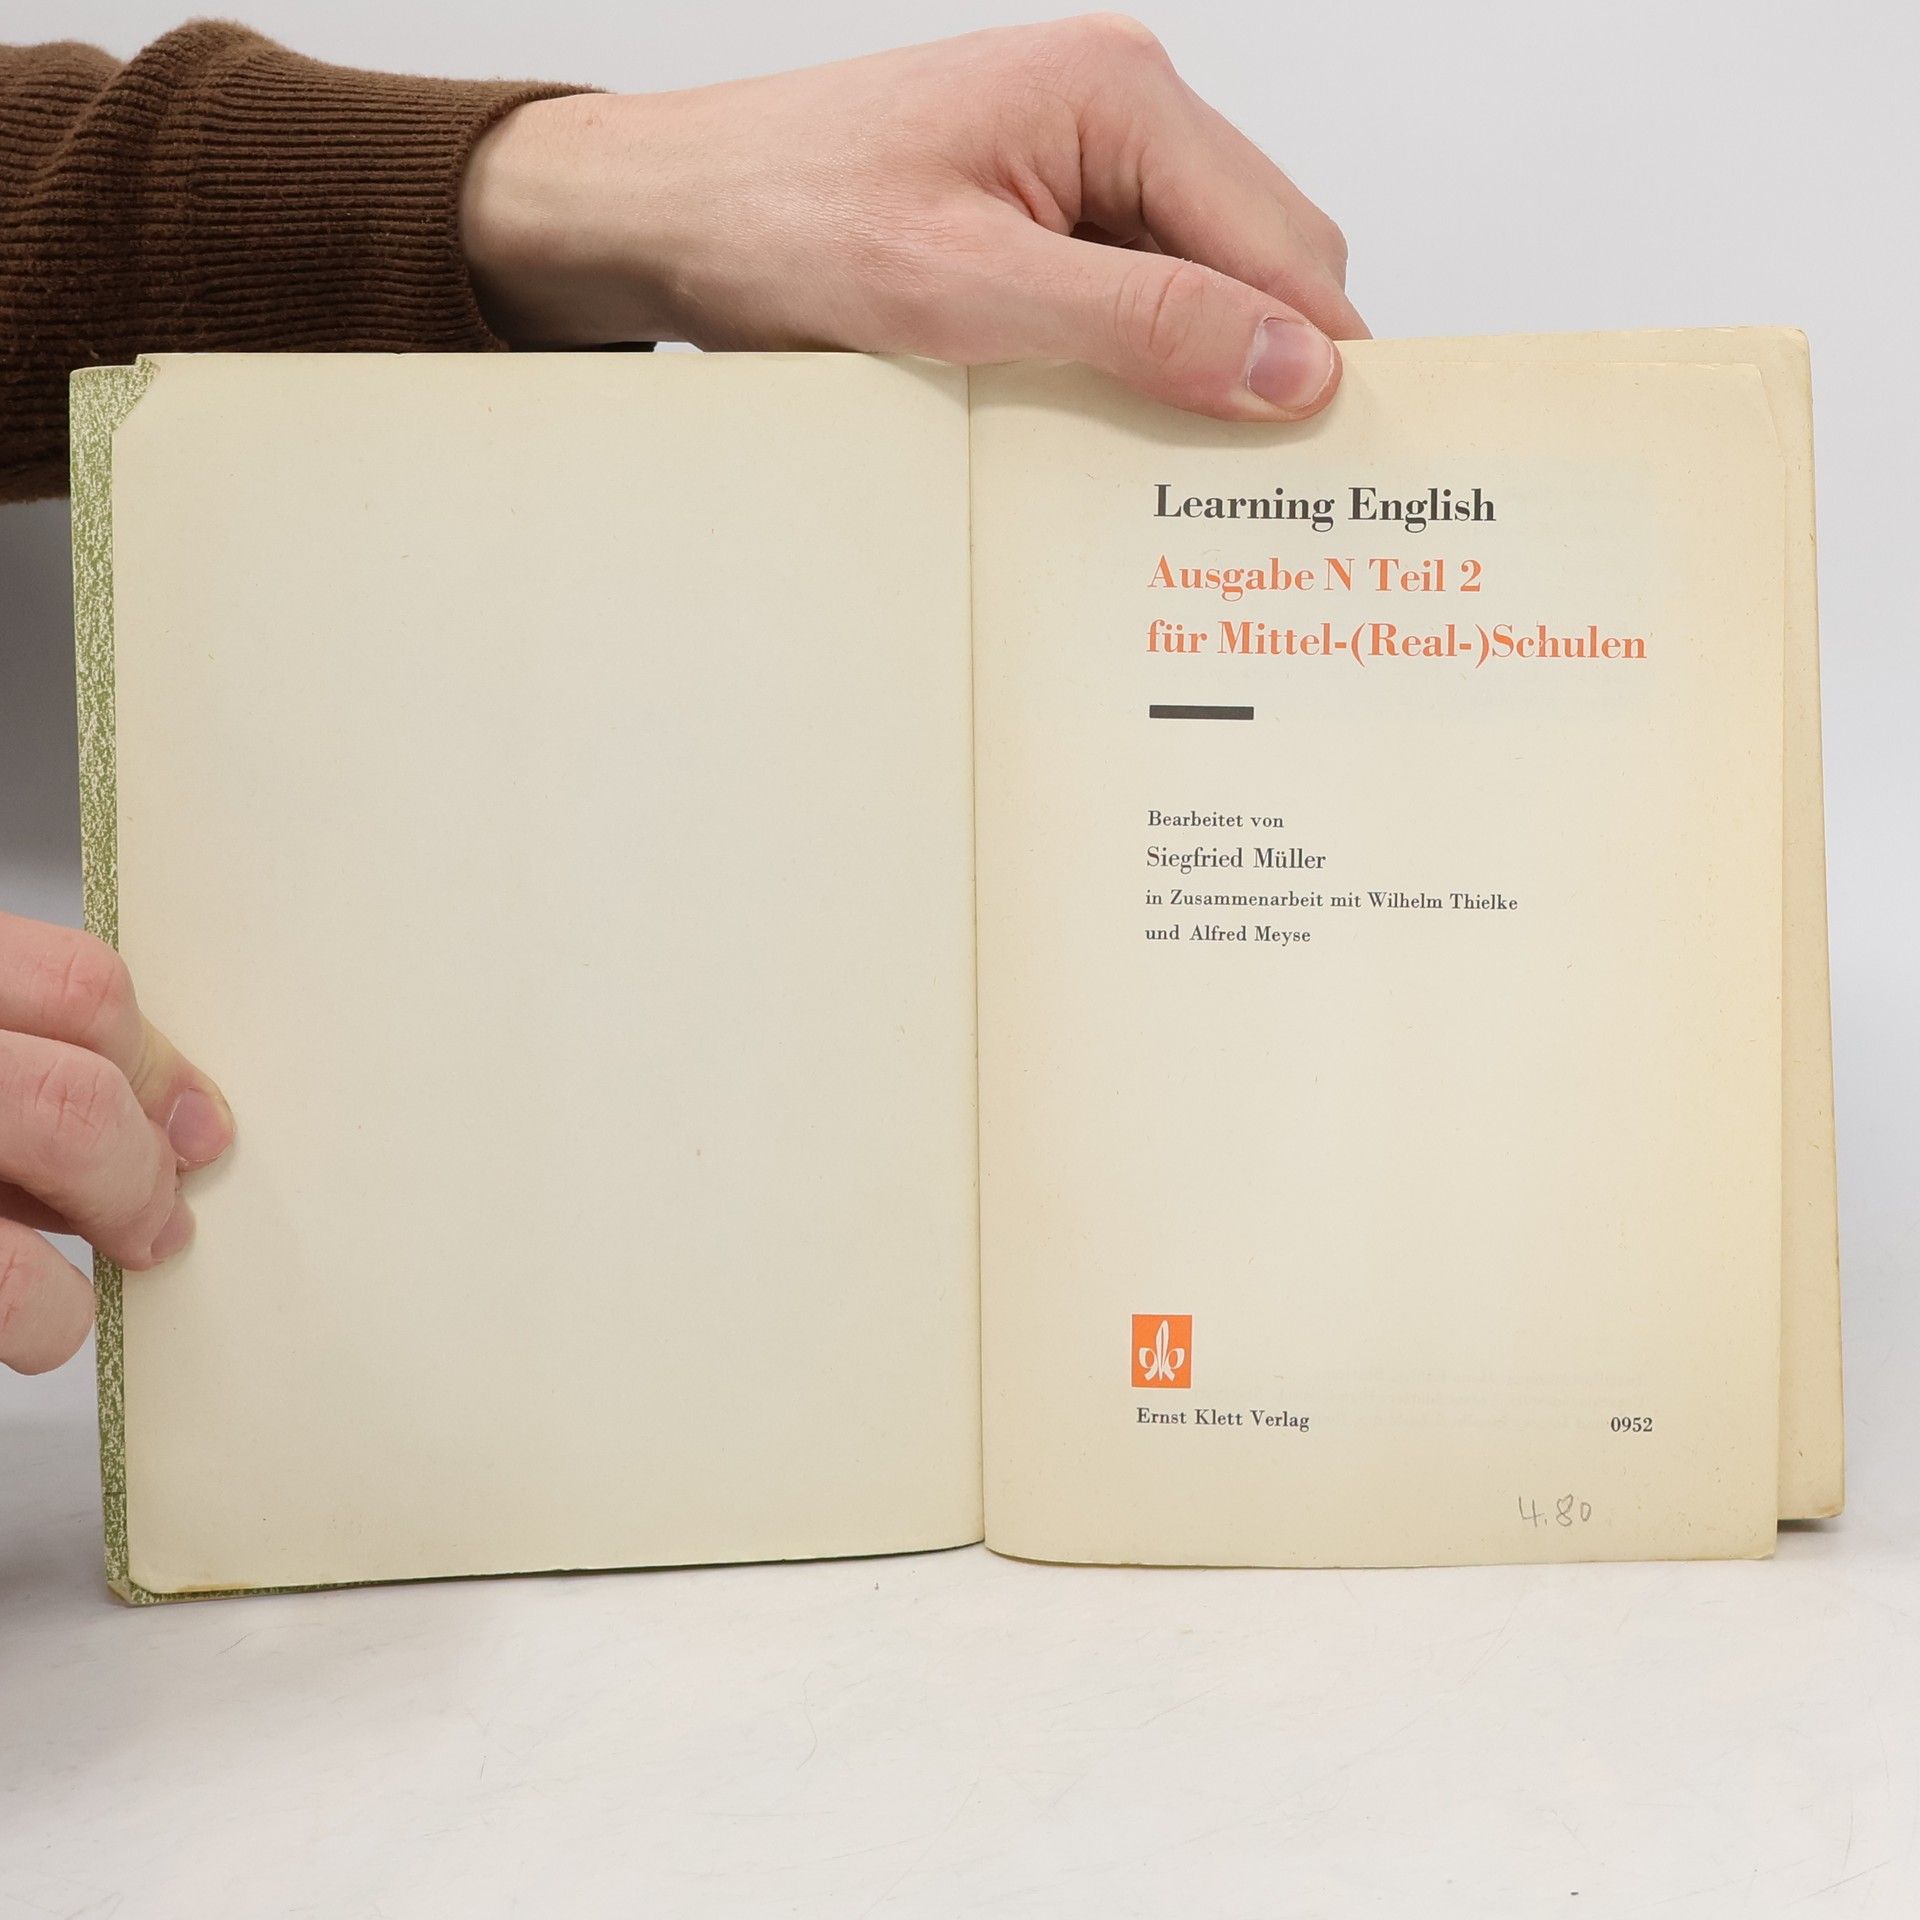 Learning English
Ausgabe N Teil 2
für Mittel-(Real-)Schulen
Bearbeitet von
Siegfried Müller
in Zusammenarbeit mit Wilhelm Thielke
und Alfred Meyse
Ernst Klett Verlag
0952
4.80